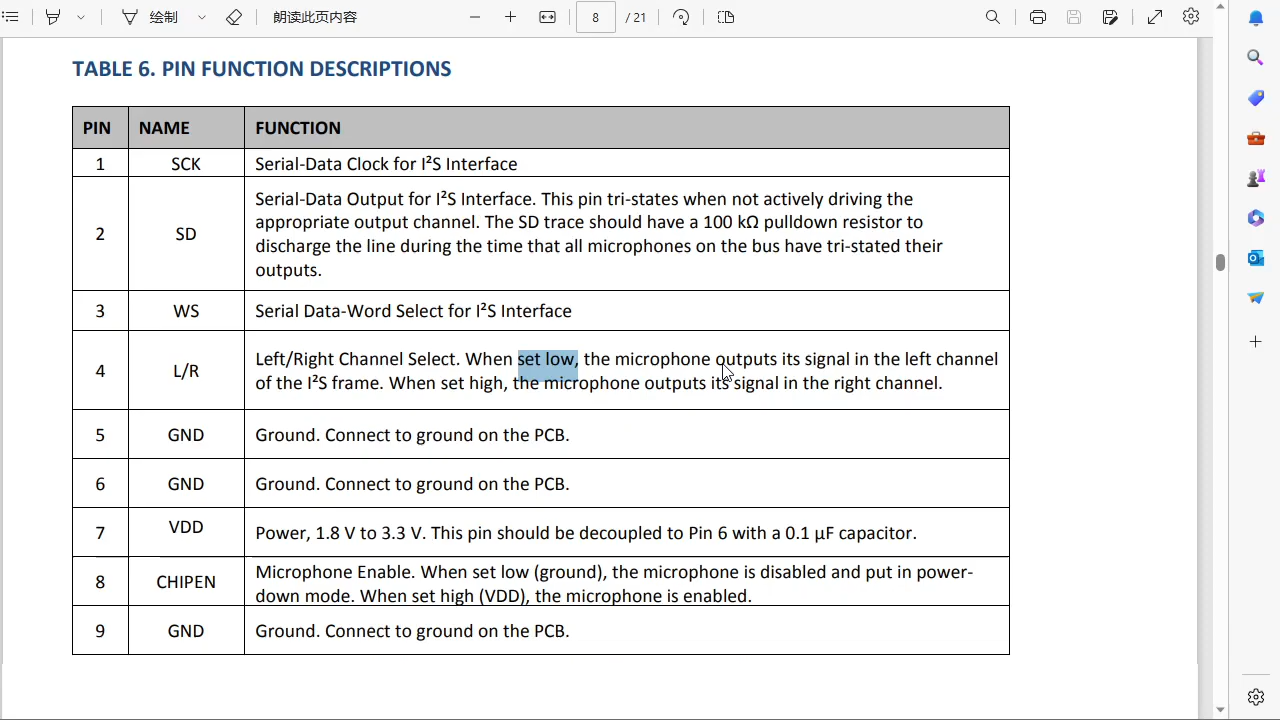 绘制
朗读此页内容
8
/ 21
TABLE 6. PIN FUNCTION DESCRIPTIONS
PIN NAME FUNCTION
1 SCK Serial-Data Clock for I²S Interface
2 SD Serial-Data Output for I²S Interface. This pin tri-states when not actively driving the
appropriate output channel. The SD trace should have a 100 kΩ pulldown resistor to
discharge the line during the time that all microphones on the bus have tri-stated their
outputs.
3 WS Serial Data-Word Select for I²S Interface
4 L/R Left/Right Channel Select. When set low, the microphone outputs its signal in the left channel
of the I²S frame. When set high, the microphone outputs its signal in the right channel.
5 GND Ground. Connect to ground on the PCB.
6 GND Ground. Connect to ground on the PCB.
7 VDD Power, 1.8 V to 3.3 V. This pin should be decoupled to Pin 6 with a 0.1 μF capacitor.
8 CHIPEN Microphone Enable. When set low (ground), the microphone is disabled and put in power-
down mode. When set high (VDD), the microphone is enabled.
9 GND Ground. Connect to ground on the PCB.